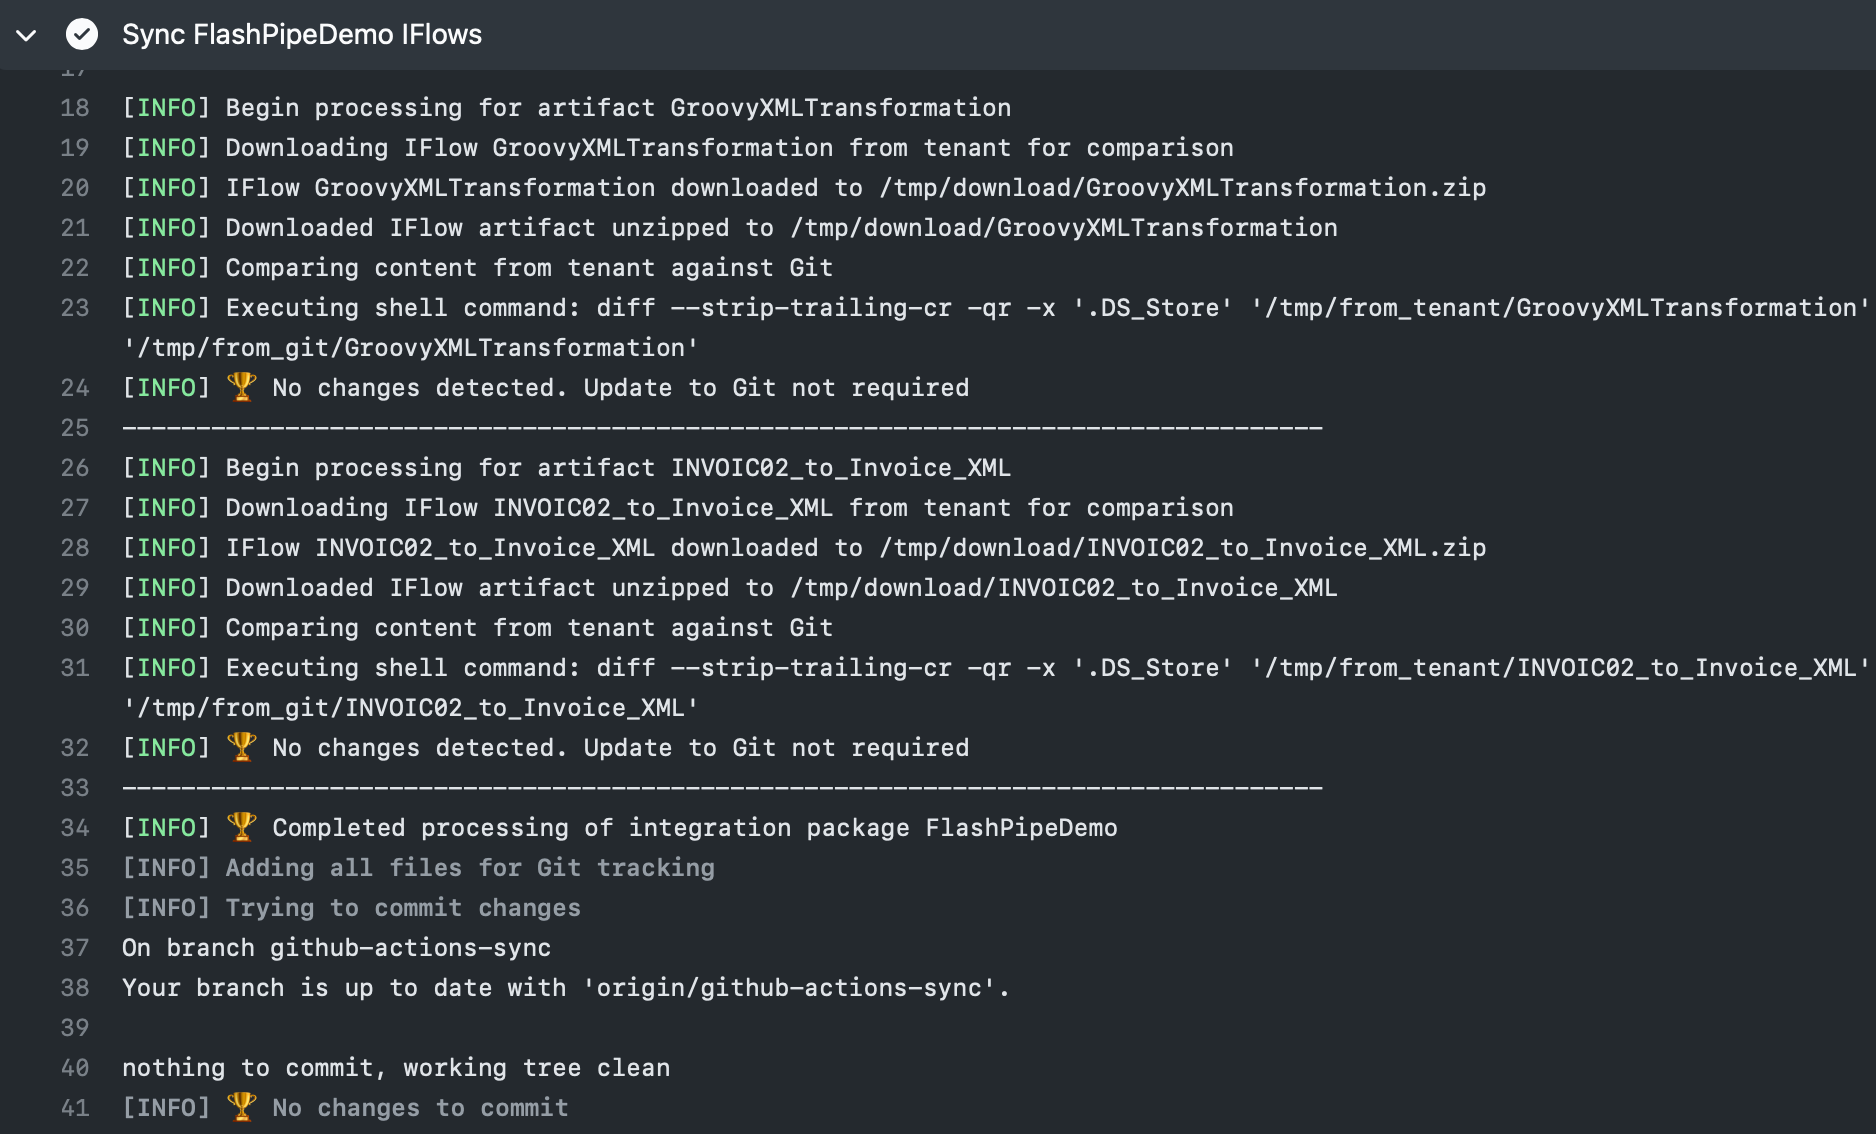 Sync FlashPipeDemo IFlows
17
18 [INFO] Begin processing for artifact GroovyXMLTransformation
19 [INFO] Downloading IFlow GroovyXMLTransformation from tenant for comparison
20 [INFO] IFlow GroovyXMLTransformation downloaded to /tmp/download/GroovyXMLTransformation.zip
21 [INFO] Downloaded IFlow artifact unzipped to /tmp/download/GroovyXMLTransformation
22 [INFO] Comparing content from tenant against Git
23 [INFO] Executing shell command: diff --strip-trailing-cr -qr -x '.DS_Store' '/tmp/from_tenant/GroovyXMLTransformation'
'/tmp/from_git/GroovyXMLTransformation'
24 [INFO] 🏆 No changes detected. Update to Git not required
25 ---------------------------------------------------------------------------------
26 [INFO] Begin processing for artifact INVOIC02_to_Invoice_XML
27 [INFO] Downloading IFlow INVOIC02_to_Invoice_XML from tenant for comparison
28 [INFO] IFlow INVOIC02_to_Invoice_XML downloaded to /tmp/download/INVOIC02_to_Invoice_XML.zip
29 [INFO] Downloaded IFlow artifact unzipped to /tmp/download/INVOIC02_to_Invoice_XML
30 [INFO] Comparing content from tenant against Git
31 [INFO] Executing shell command: diff --strip-trailing-cr -qr -x '.DS_Store' '/tmp/from_tenant/INVOIC02_to_Invoice_XML'
'/tmp/from_git/INVOIC02_to_Invoice_XML'
32 [INFO] 🏆 No changes detected. Update to Git not required
33 ---------------------------------------------------------------------------------
34 [INFO] 🏆 Completed processing of integration package FlashPipeDemo
35 [INFO] Adding all files for Git tracking
36 [INFO] Trying to commit changes
37 On branch github-actions-sync
38 Your branch is up to date with 'origin/github-actions-sync'.
39
40 nothing to commit, working tree clean
41 [INFO] 🏆 No changes to commit